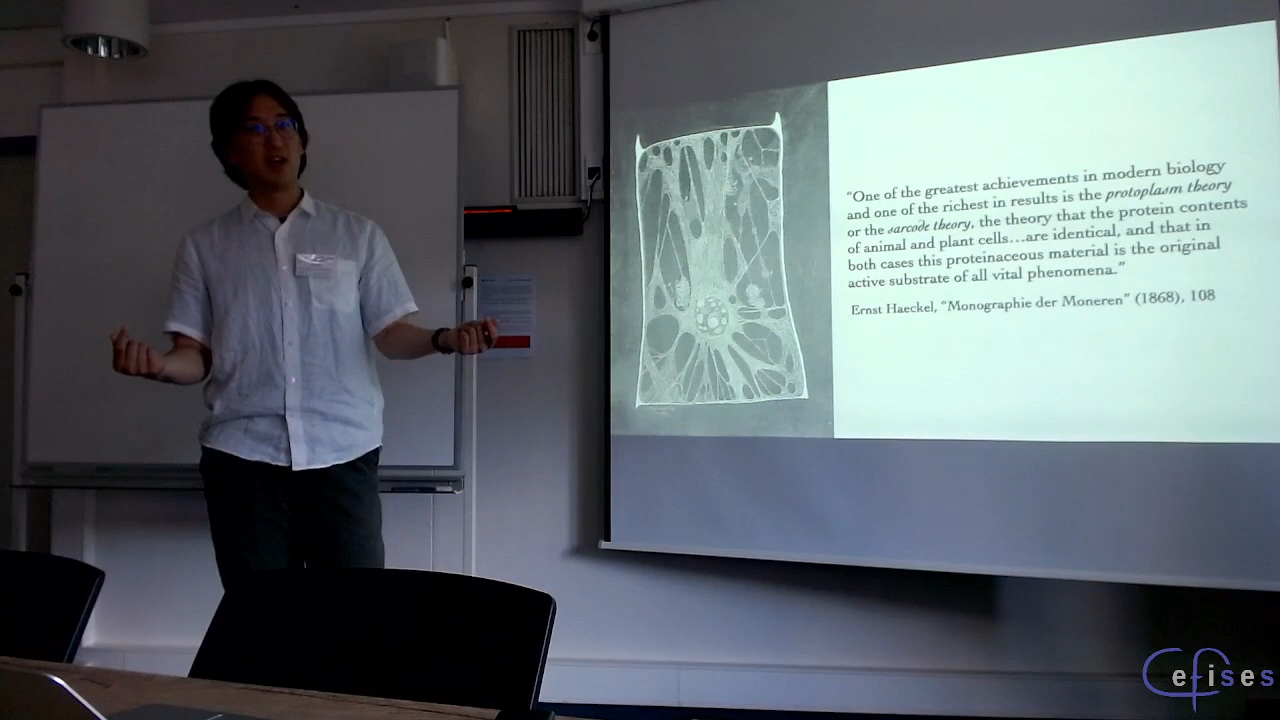 “One of the greatest achievements in modern biology
and one of the richest in results is the protoplasm theory
or the sarcode theory, the theory that the protein contents
of animal and plant cells…are identical, and that in
both cases this proteinaceous material is the original
active substrate of all vital phenomena.”
Ernst Haeckel, “Monographie der Moneren” (1868), 108
Cefises